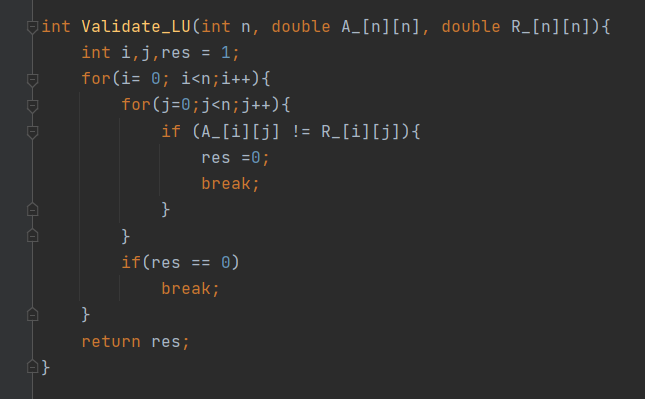 int Validate_LU(int n, double A_[n][n], double R_[n][n]){
    int i,j,res = 1;
    for(i= 0; i<n;i++){
        for(j=0;j<n;j++){
            if (A_[i][j] != R_[i][j]){
                res =0;
                break;
            }
        }
        if(res == 0)
            break;
    }
    return res;
}